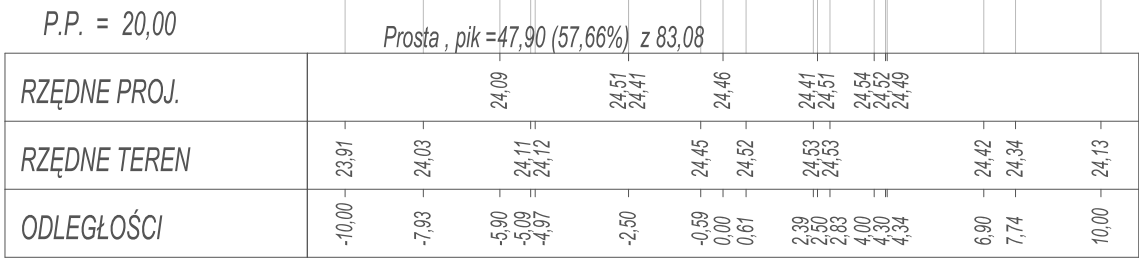 P.P. = 20,00
Prosta , pik =47,90 (57,66%) z 83,08
RZĘDNE PROJ. 24,09 24,51 24,41 24,46 24,41 24,51 24,54 24,52 24,49
RZĘDNE TEREN 23,91 24,03 24,11 24,12 24,45 24,52 24,53 24,53 24,42 24,34 24,13
ODLEGŁOŚCI -10,00 -7,93 -5,90 -5,09 -4,97 -2,50 -0,59 0,00 0,61 2,39 2,50 2,83 4,00 4,30 4,34 6,90 7,74 10,00